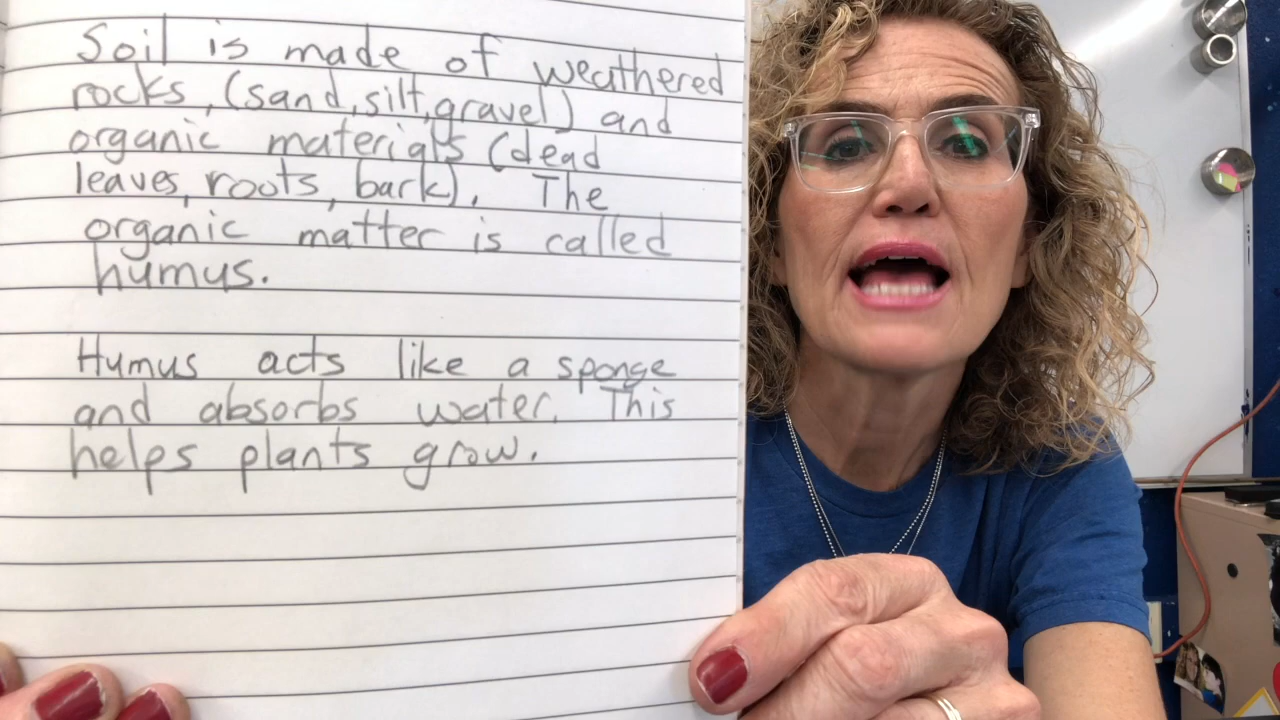 Soil is made of weathered
rocks, (sand, silt, gravel) and
organic materials (dead
leaves, roots, bark). The
organic matter is called
humus.
Humus acts like a sponge
and absorbs water. This
helps plants grow.